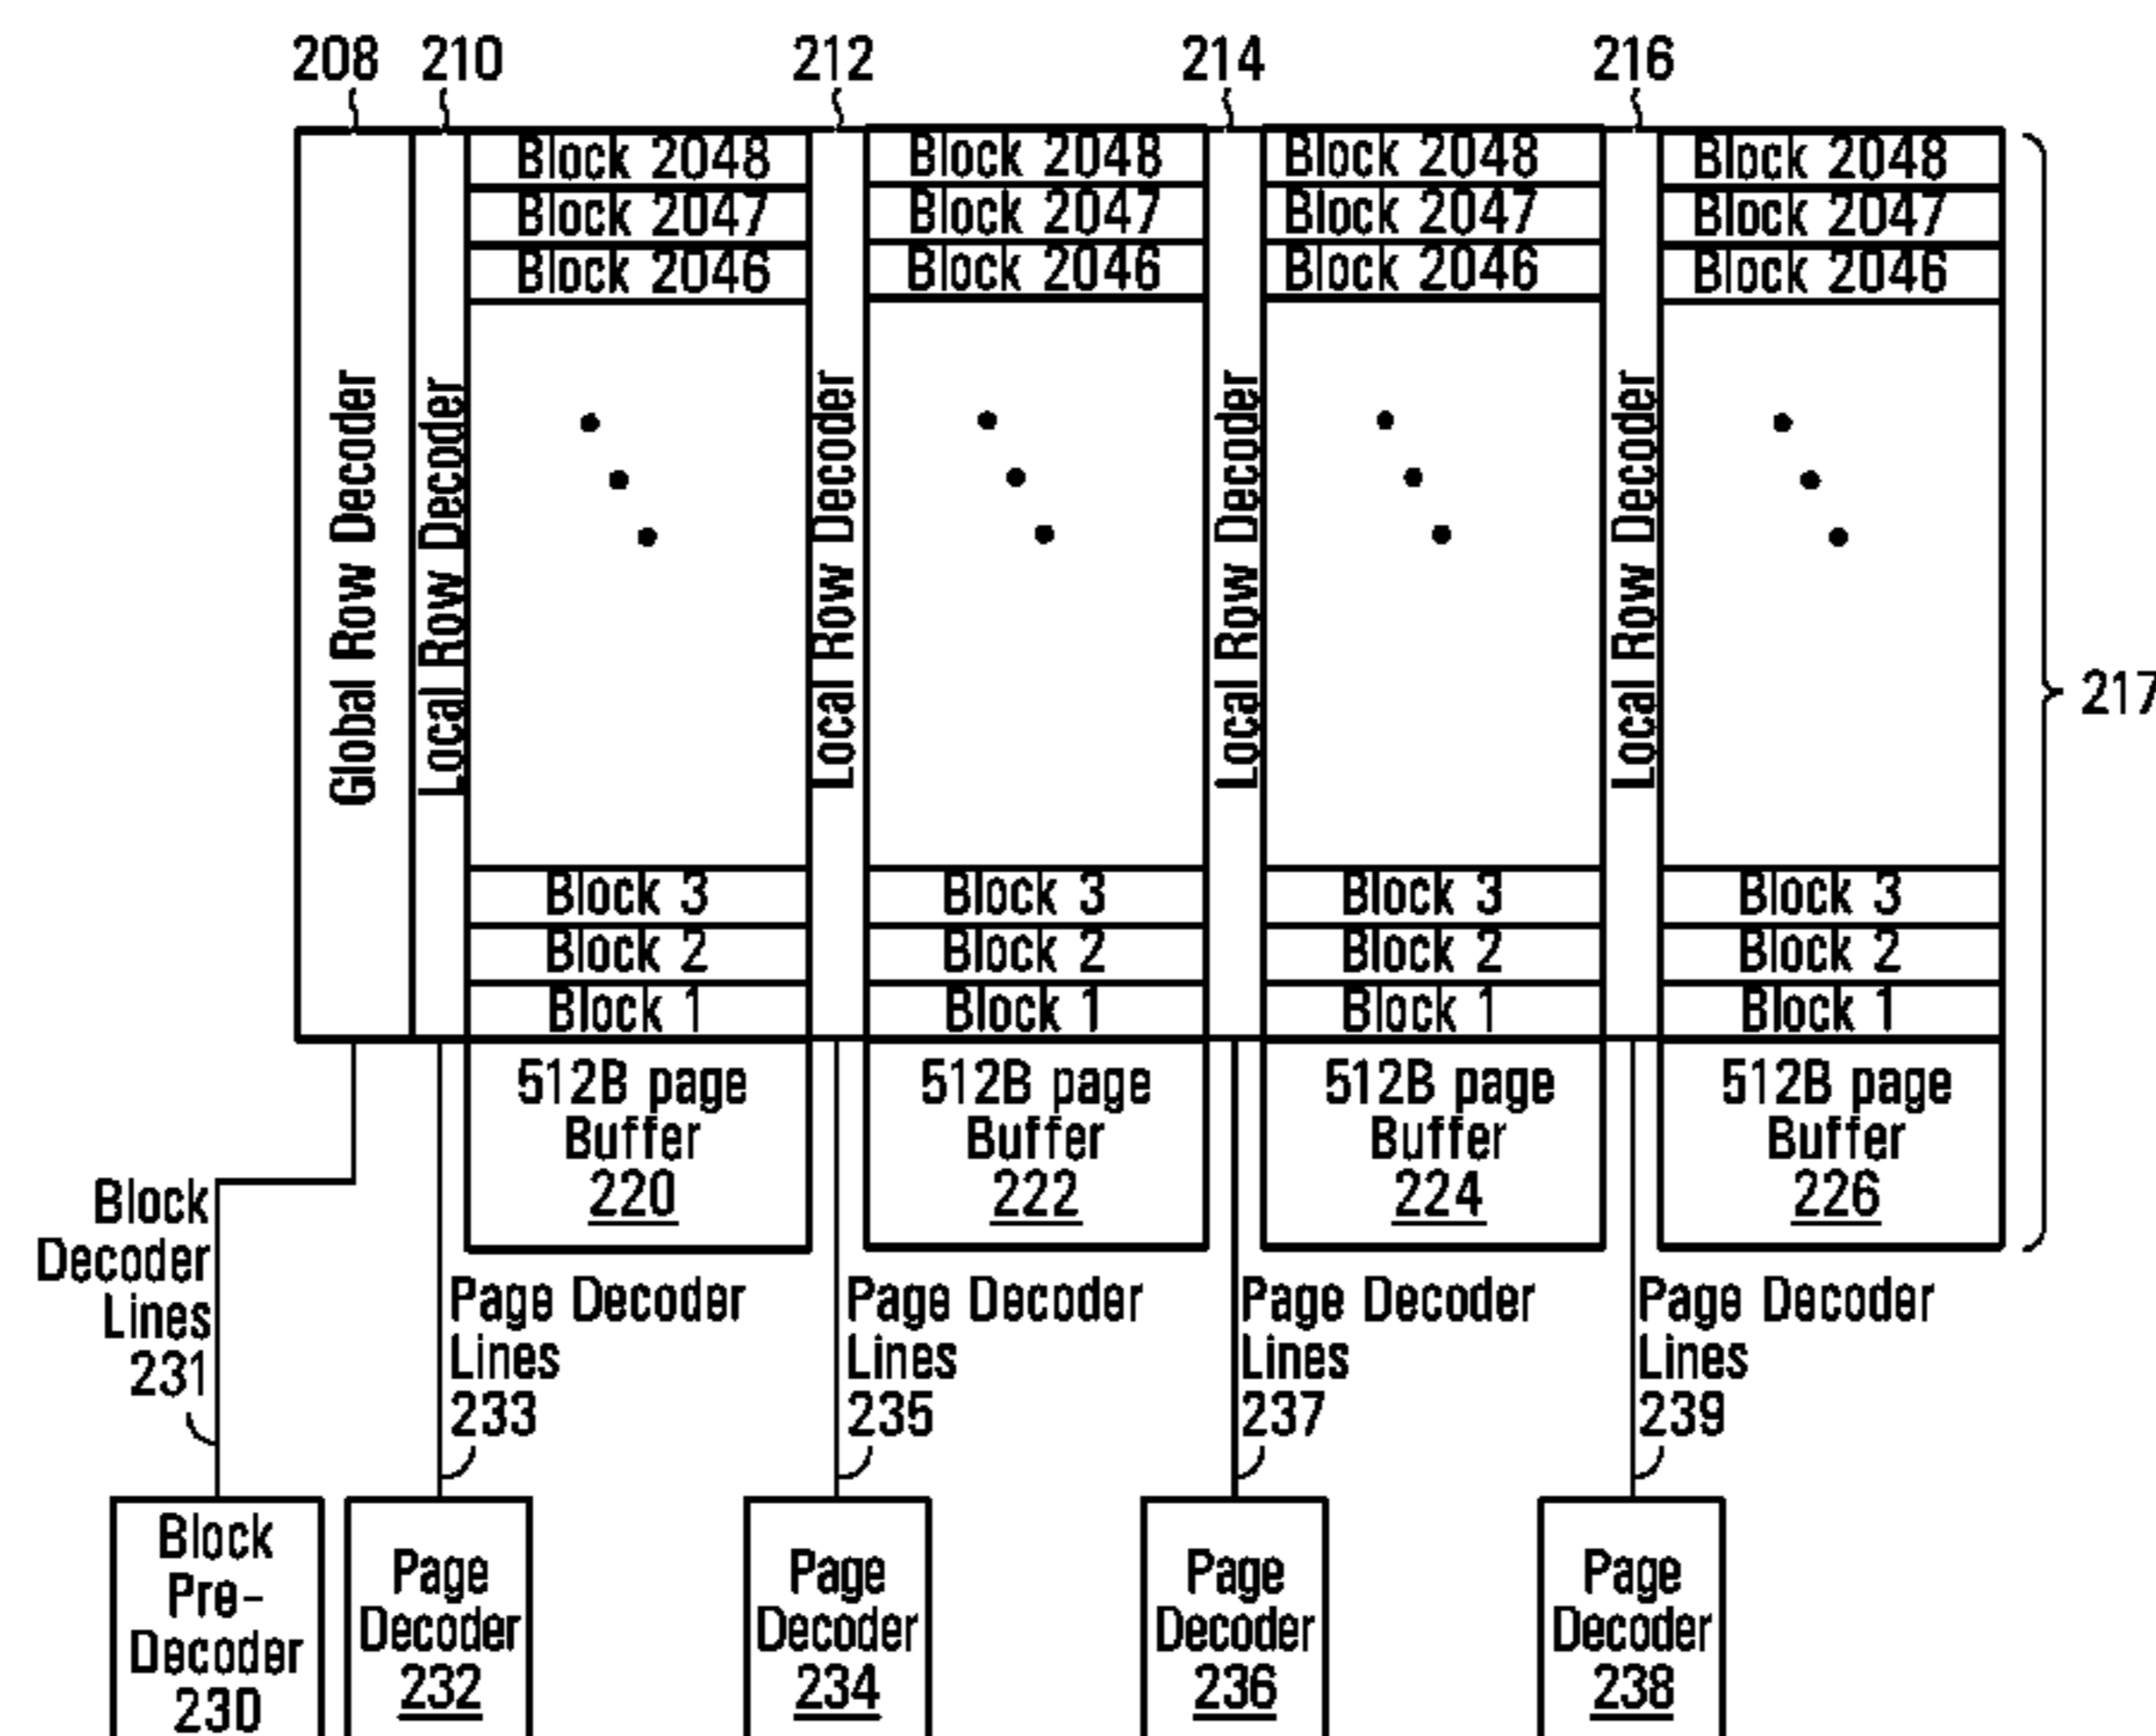 208 210 212 214 216
Block 2048 Block 2048 Block 2048 Block 2048
Block 2047 Block 2047 Block 2047 Block 2047
Block 2046 Block 2046 Block 2046 Block 2046
Global Row Decoder
Local Row Decoder
Local Row Decoder
Local Row Decoder
Local Row Decoder
217
Block 3 Block 3 Block 3 Block 3
Block 2 Block 2 Block 2 Block 2
Block 1 Block 1 Block 1 Block 1
512B page
Buffer
220
512B page
Buffer
222
512B page
Buffer
224
512B page
Buffer
226
Block
Decoder
Lines
231
Page Decoder
Lines
233
Page Decoder
Lines
235
Page Decoder
Lines
237
Page Decoder
Lines
239
Block
Pre-
Decoder
230
Page
Decoder
232
Page
Decoder
234
Page
Decoder
236
Page
Decoder
238